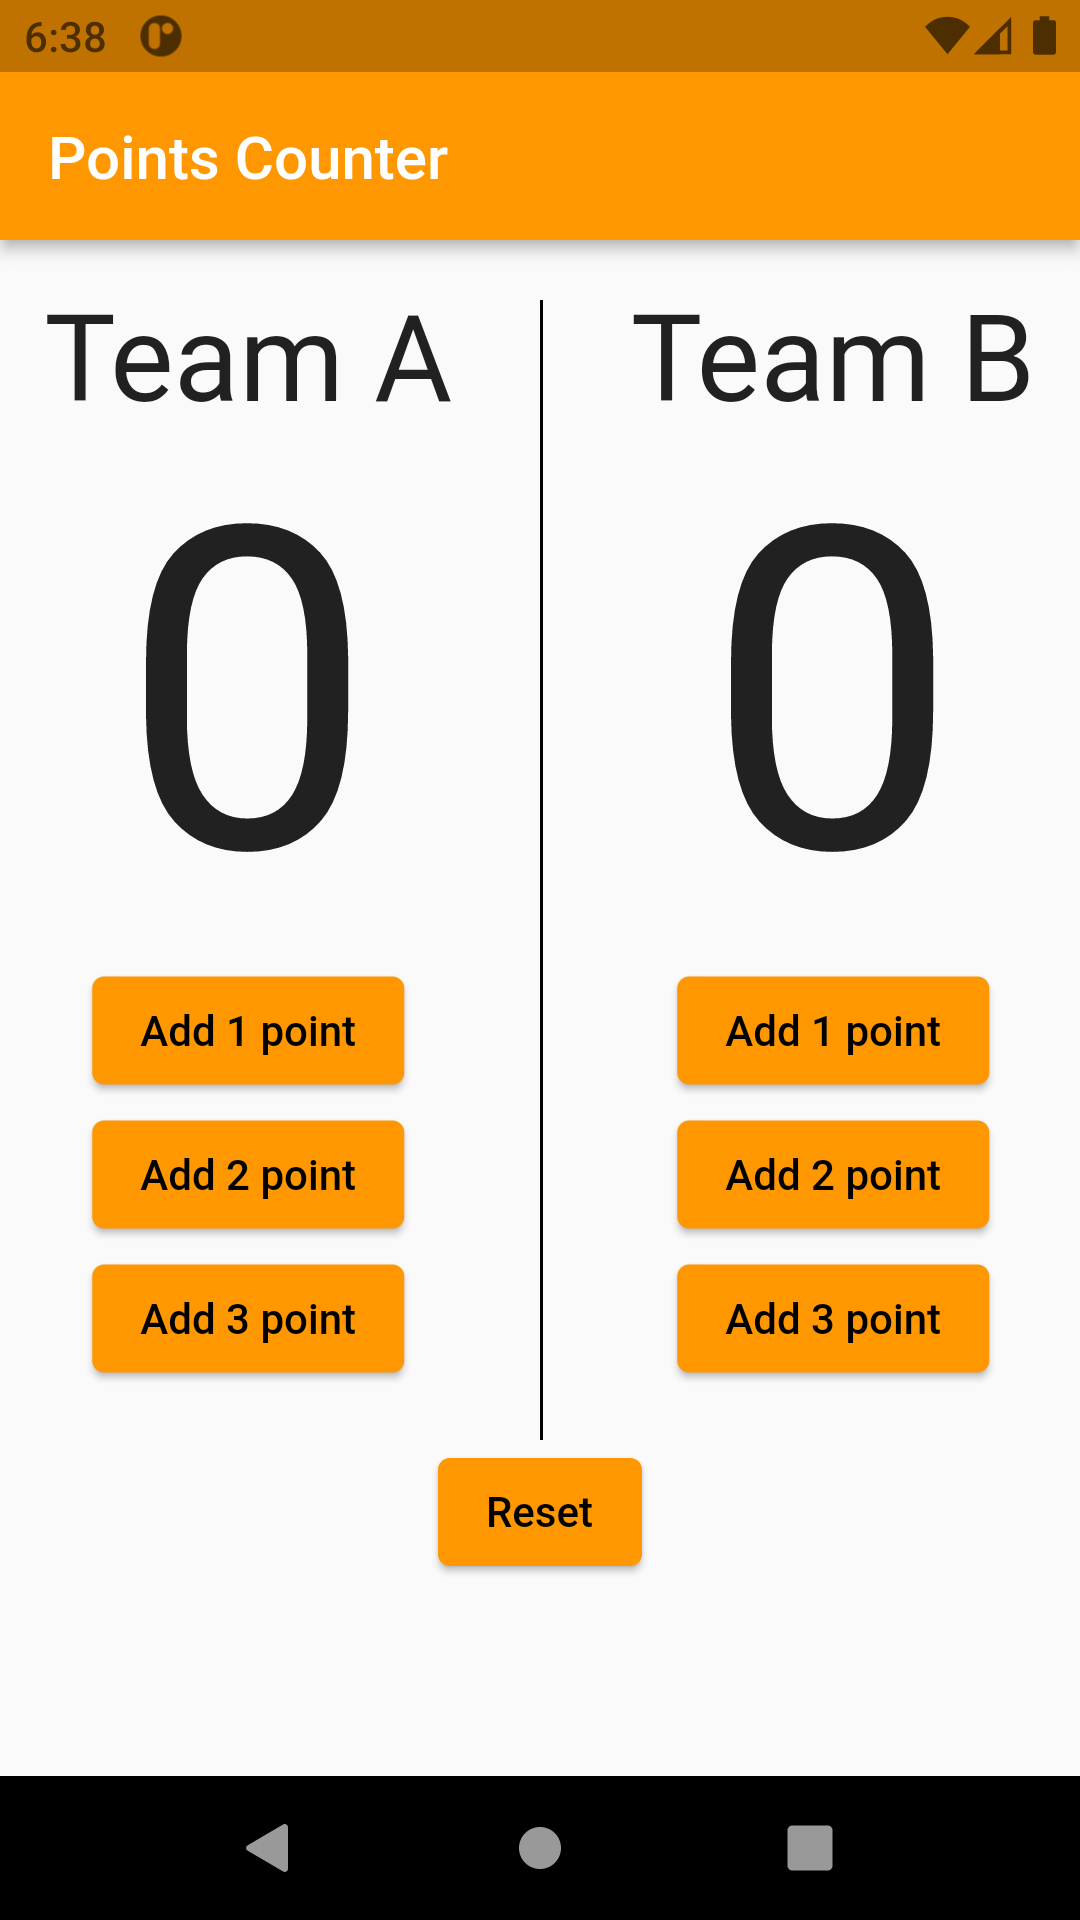 6:38
Points Counter
Team A
0
Add 1 point
Add 2 point
Add 3 point
Team B
0
Add 1 point
Add 2 point
Add 3 point
Reset